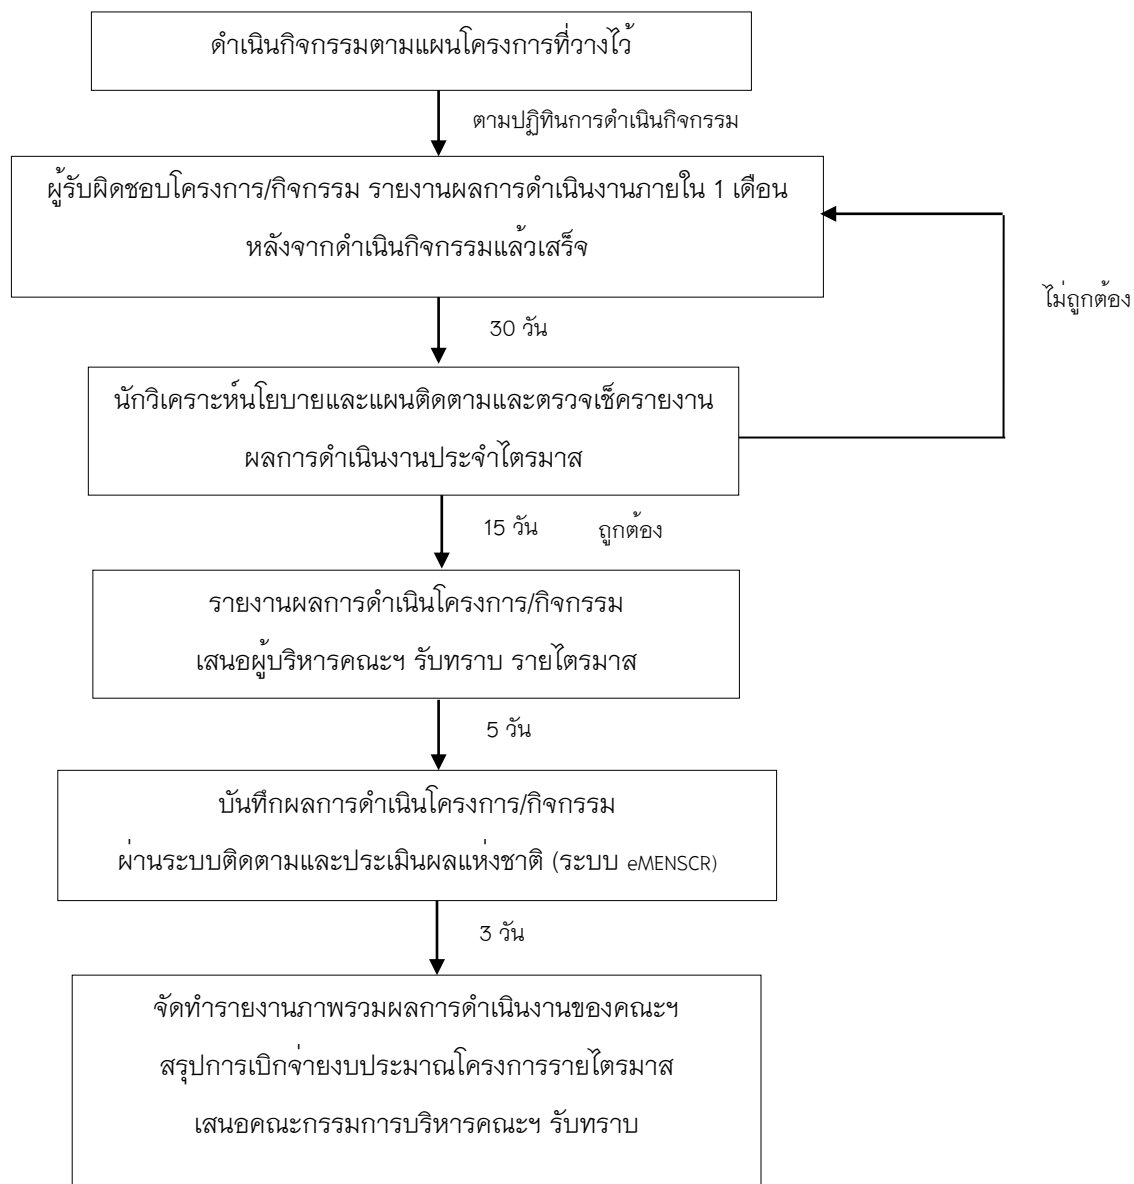 ดำเนินกิจกรรมตามแผนโครงการที่วางไว้
ตามปฏิทินการดำเนินกิจกรรม
ผู้รับผิดชอบโครงการ/กิจกรรม รายงานผลการดำเนินงานภายใน 1 เดือน
หลังจากดำเนินกิจกรรมแล้วเสร็จ
ไม่ถูกต้อง
30 วัน
นักวิเคราะห์นโยบายและแผนติดตามและตรวจเช็ครายงาน
ผลการดำเนินงานประจำไตรมาส
15 วัน ถูกต้อง
รายงานผลการดำเนินโครงการ/กิจกรรม
เสนอผู้บริหารคณะฯ รับทราบ รายไตรมาส
5 วัน
บันทึกผลการดำเนินโครงการ/กิจกรรม
ผ่านระบบติดตามและประเมินผลแห่งชาติ (ระบบ eMENSCR)
3 วัน
จัดทำรายงานภาพรวมผลการดำเนินงานของคณะฯ
สรุปการเบิกจ่ายงบประมาณโครงการรายไตรมาส
เสนอคณะกรรมการบริหารคณะฯ รับทราบ